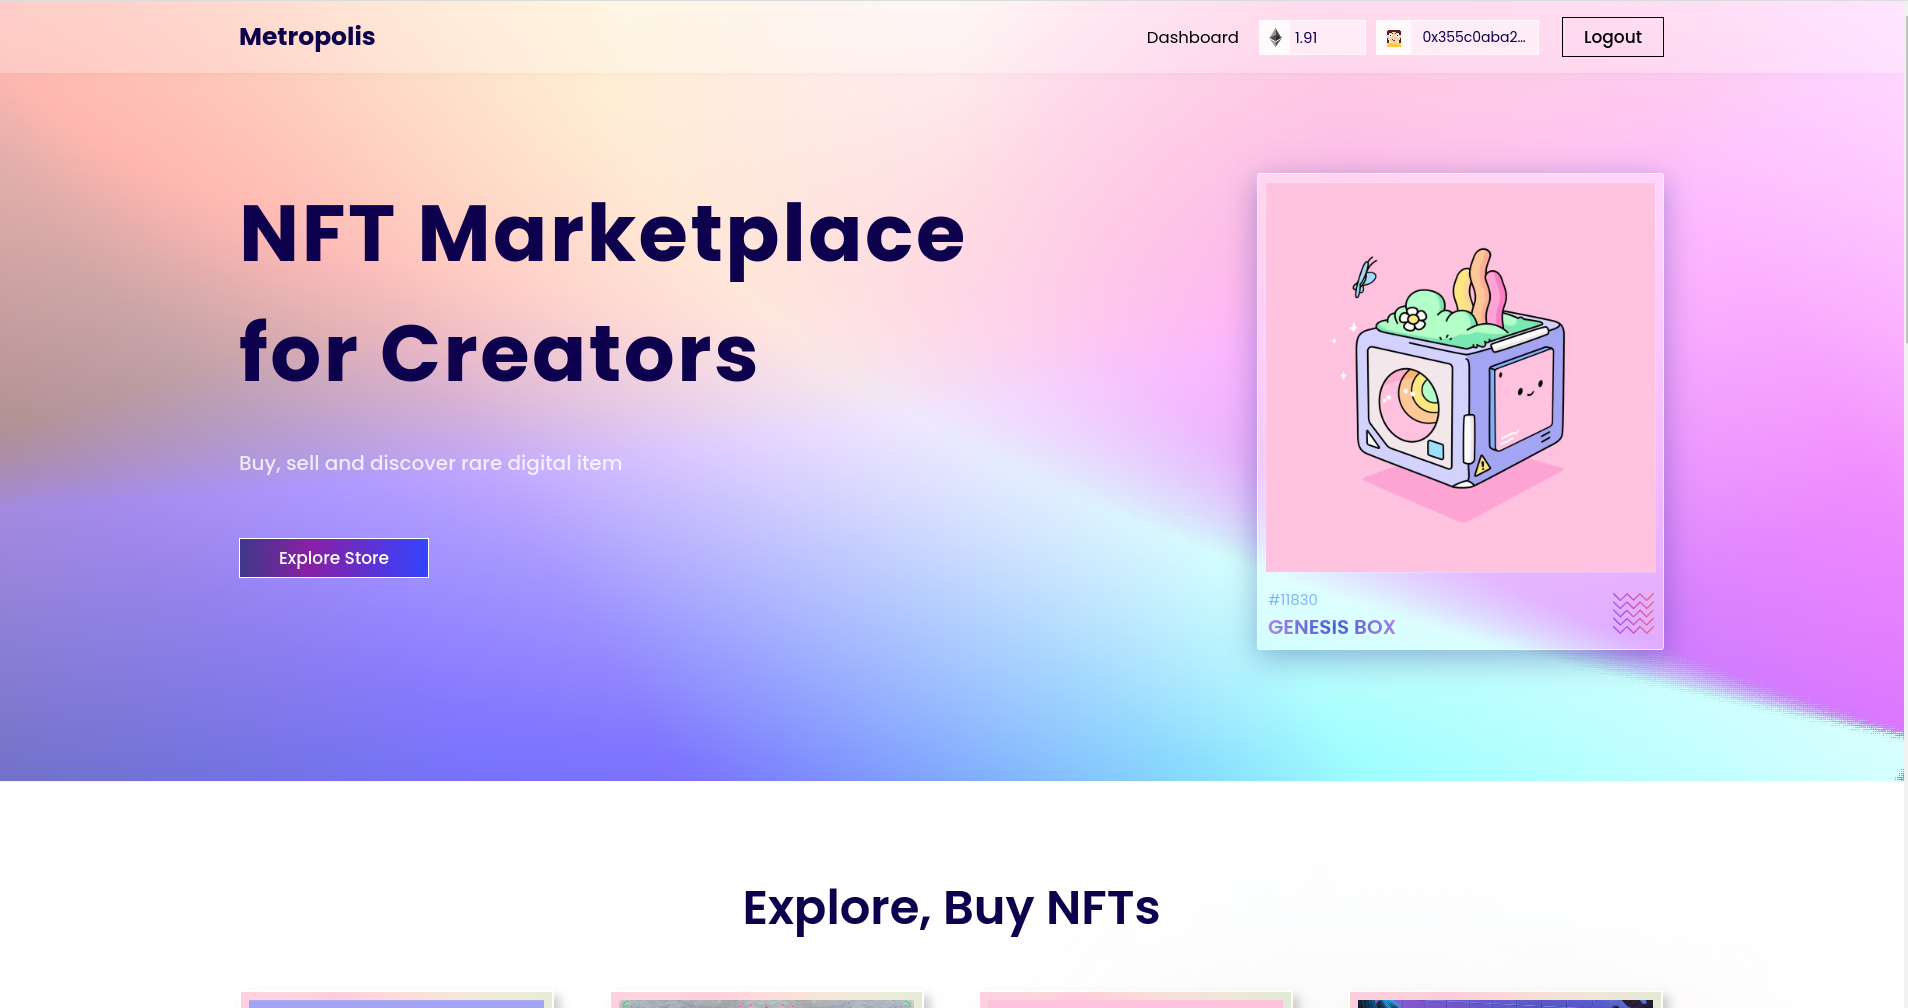 Metropolis
Dashboard
1.91
0x355c0aba2...
Logout
NFT Marketplace
for Creators
Buy, sell and discover rare digital item
Explore Store
#11830
GENESIS BOX
Explore, Buy NFTs